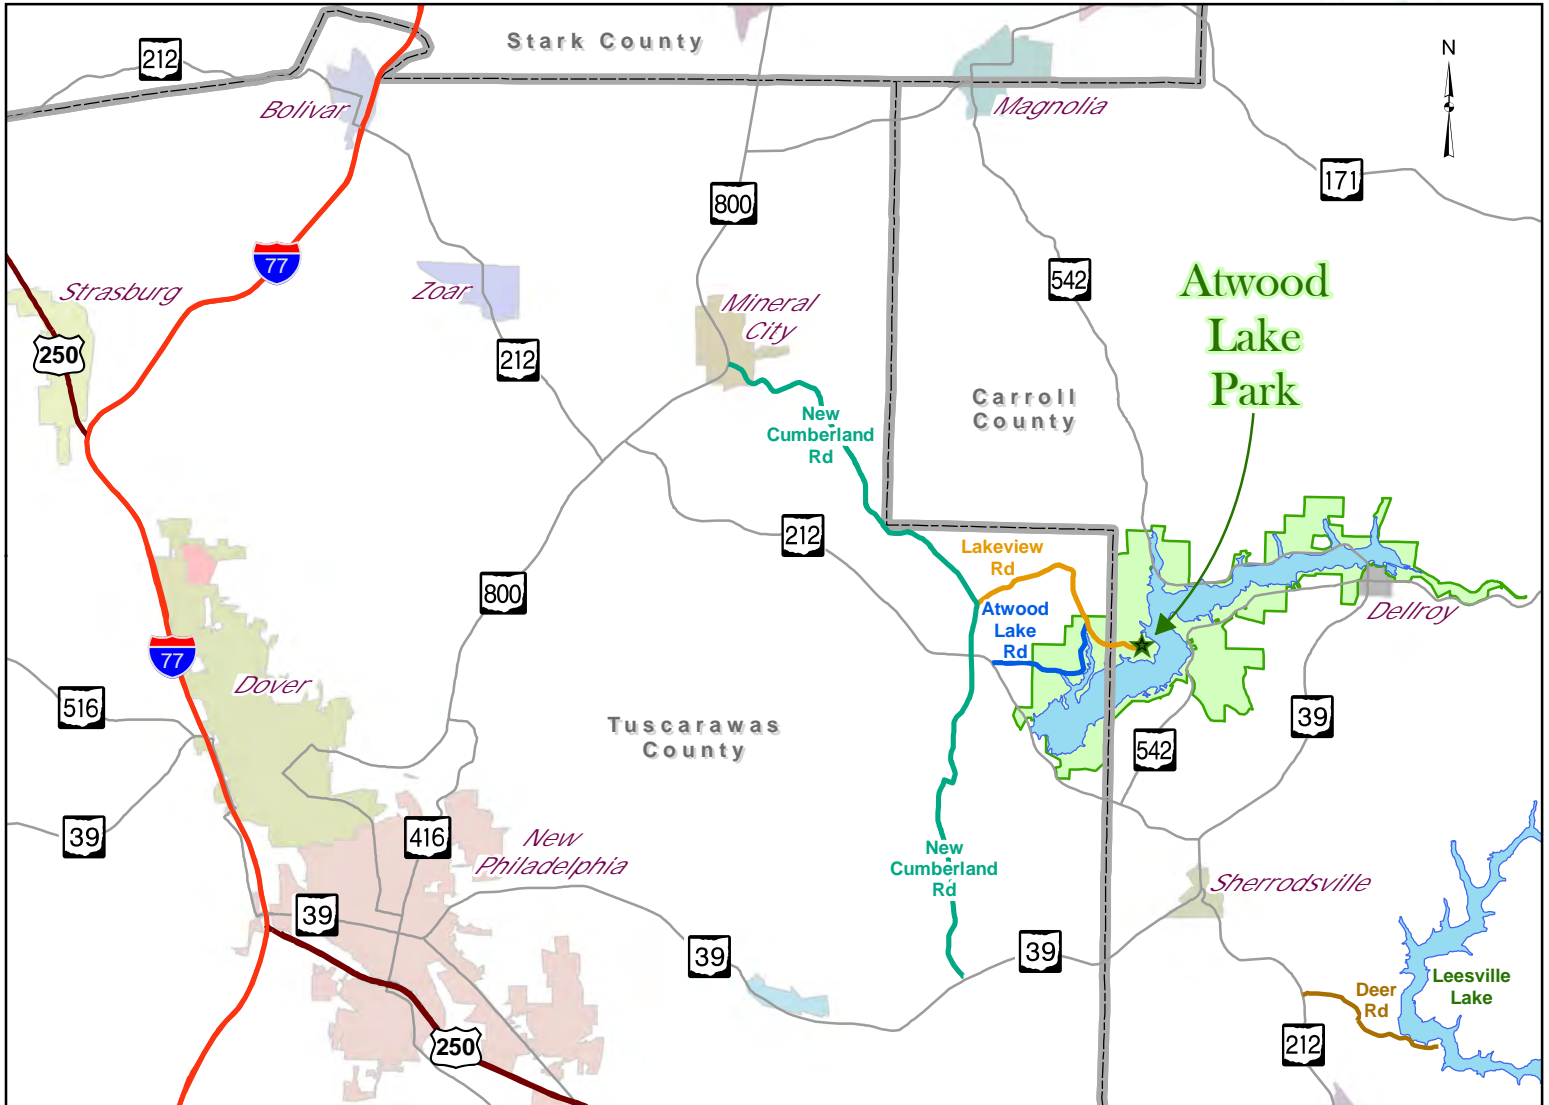 Stark County
N
212
Bolivar
Magnolia
171
800
77
542
Atwood
Lake
Park
Strasburg
Zoar
Mineral
City
250
212
Carroll
County
New
Cumberland
Rd
212
Lakeview
Rd
800
Atwood
Lake
Rd
Dellroy
77
Dover
516
Tuscarawas
County
39
542
39
416
New
Philadelphia
New
Cumberland
Rd
Sherrodsville
39
39
39
Deer
Rd
Leesville
Lake
250
212